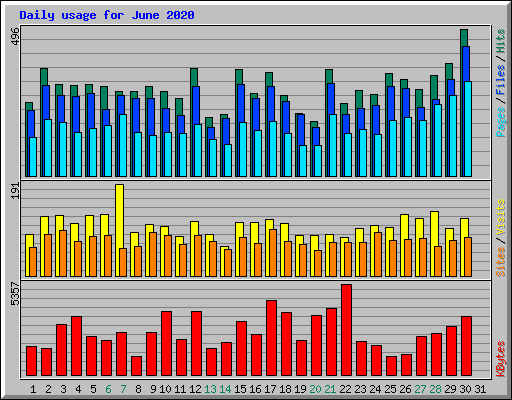 Daily usage for June 2020
496
Pages / Files / Hits
191
Sites / Visits
5357
KBytes
1 2 3 4 5 6 7 8 9 10 11 12 13 14 15 16 17 18 19 20 21 22 23 24 25 26 27 28 29 30 31